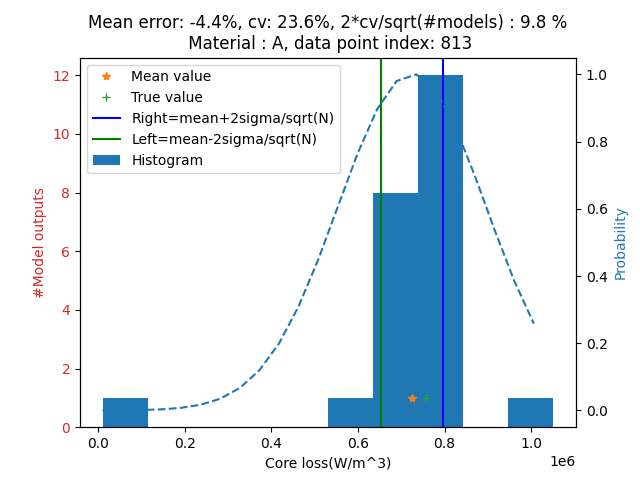 Mean error: -4.4%, cv: 23.6%, 2*cv/sqrt(#models) : 9.8 %
Material : A, data point index: 813
Mean value
True value
Right=mean+2sigma/sqrt(N)
Left=mean-2sigma/sqrt(N)
Histogram
#Model outputs
12
10
8
6
4
2
0
1.0
0.8
0.6
0.4
0.2
0.0
Probability
0.0 0.2 0.4 0.6 0.8 1.0
1e6
Core loss(W/m^3)